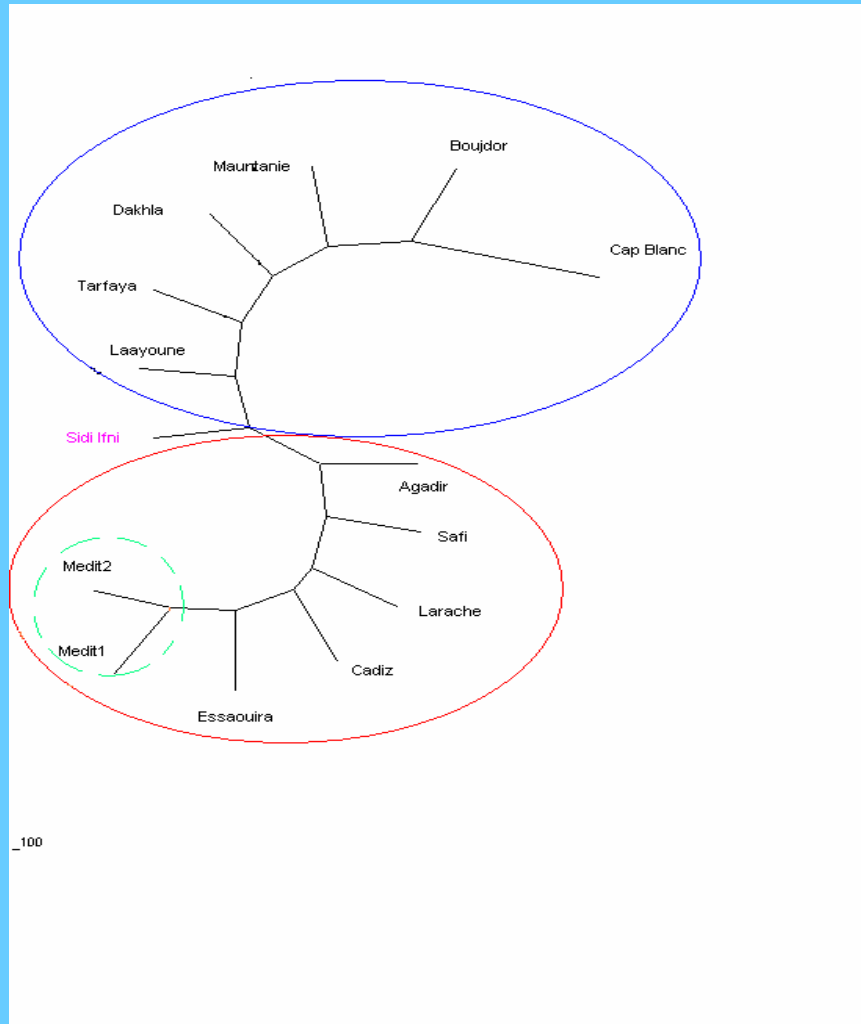 Boujdor
Mauritanie
Dakhla
Cap Blanc
Tarfaya
Laayoune
Sidi Ifni
Agadir
Safi
Medit2
Larache
Medit1
Cadiz
Essaouira
_100